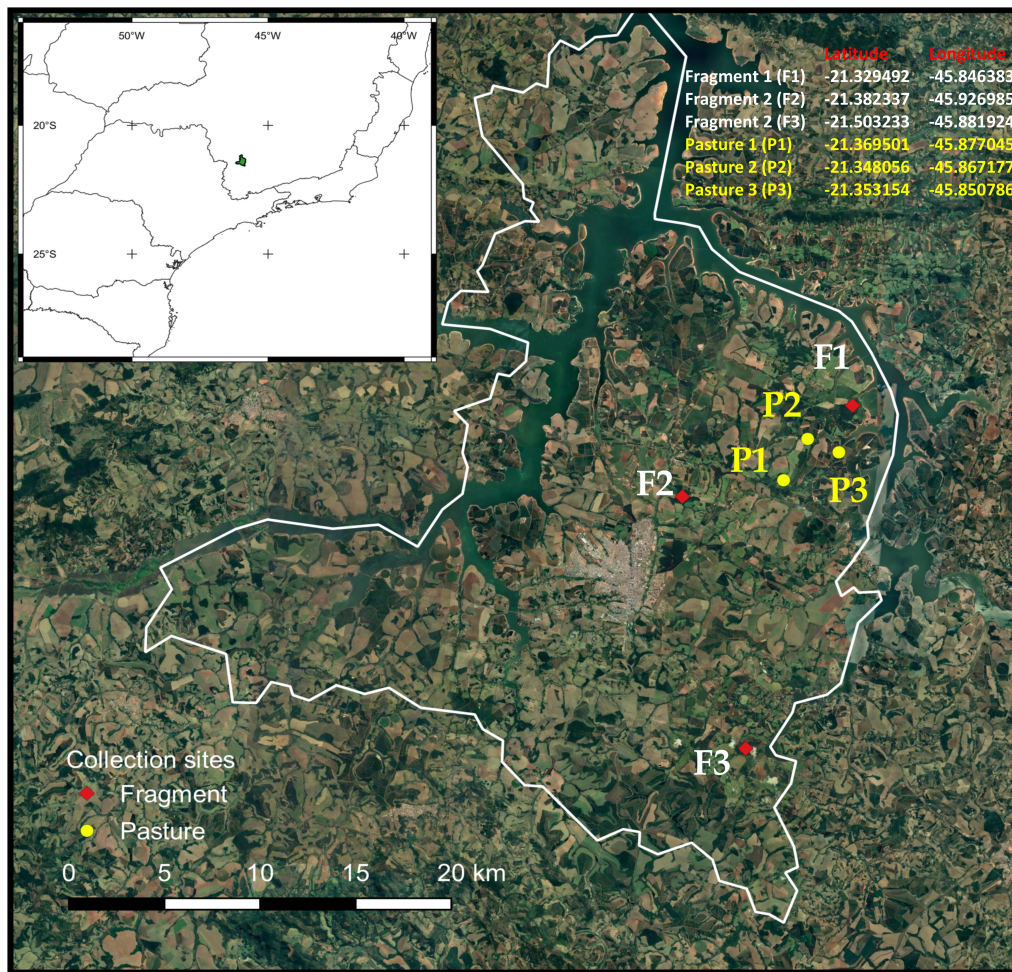 50°W 45°W 40°W
20°S
25°S
Latitude Longitude
Fragment 1 (F1) -21.329492 -45.846383
Fragment 2 (F2) -21.382337 -45.926985
Fragment 2 (F3) -21.503233 -45.881924
Pasture 1 (P1) -21.369501 -45.877045
Pasture 2 (P2) -21.348056 -45.867177
Pasture 3 (P3) -21.353154 -45.850786
F1
P2
P1
P3
F2
F3
Collection sites
Fragment
Pasture
0 5 10 15 20 km